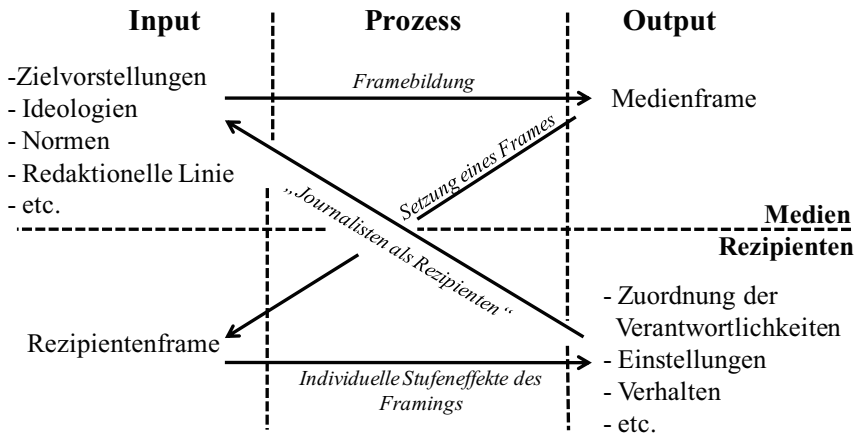 Input
Prozess
Output
-Zielvorstellungen
- Ideologien
- Normen
- Redaktionelle Linie
- etc.
Framebildung
Medienframe
Setzung eines Frames
„Journalisten als Rezipienten“
Medien
Rezipienten
Rezipientenframe
Individuelle Stufeneffekte des
Framings
- Zuordnung der
Verantwortlichkeiten
- Einstellungen
- Verhalten
- etc.